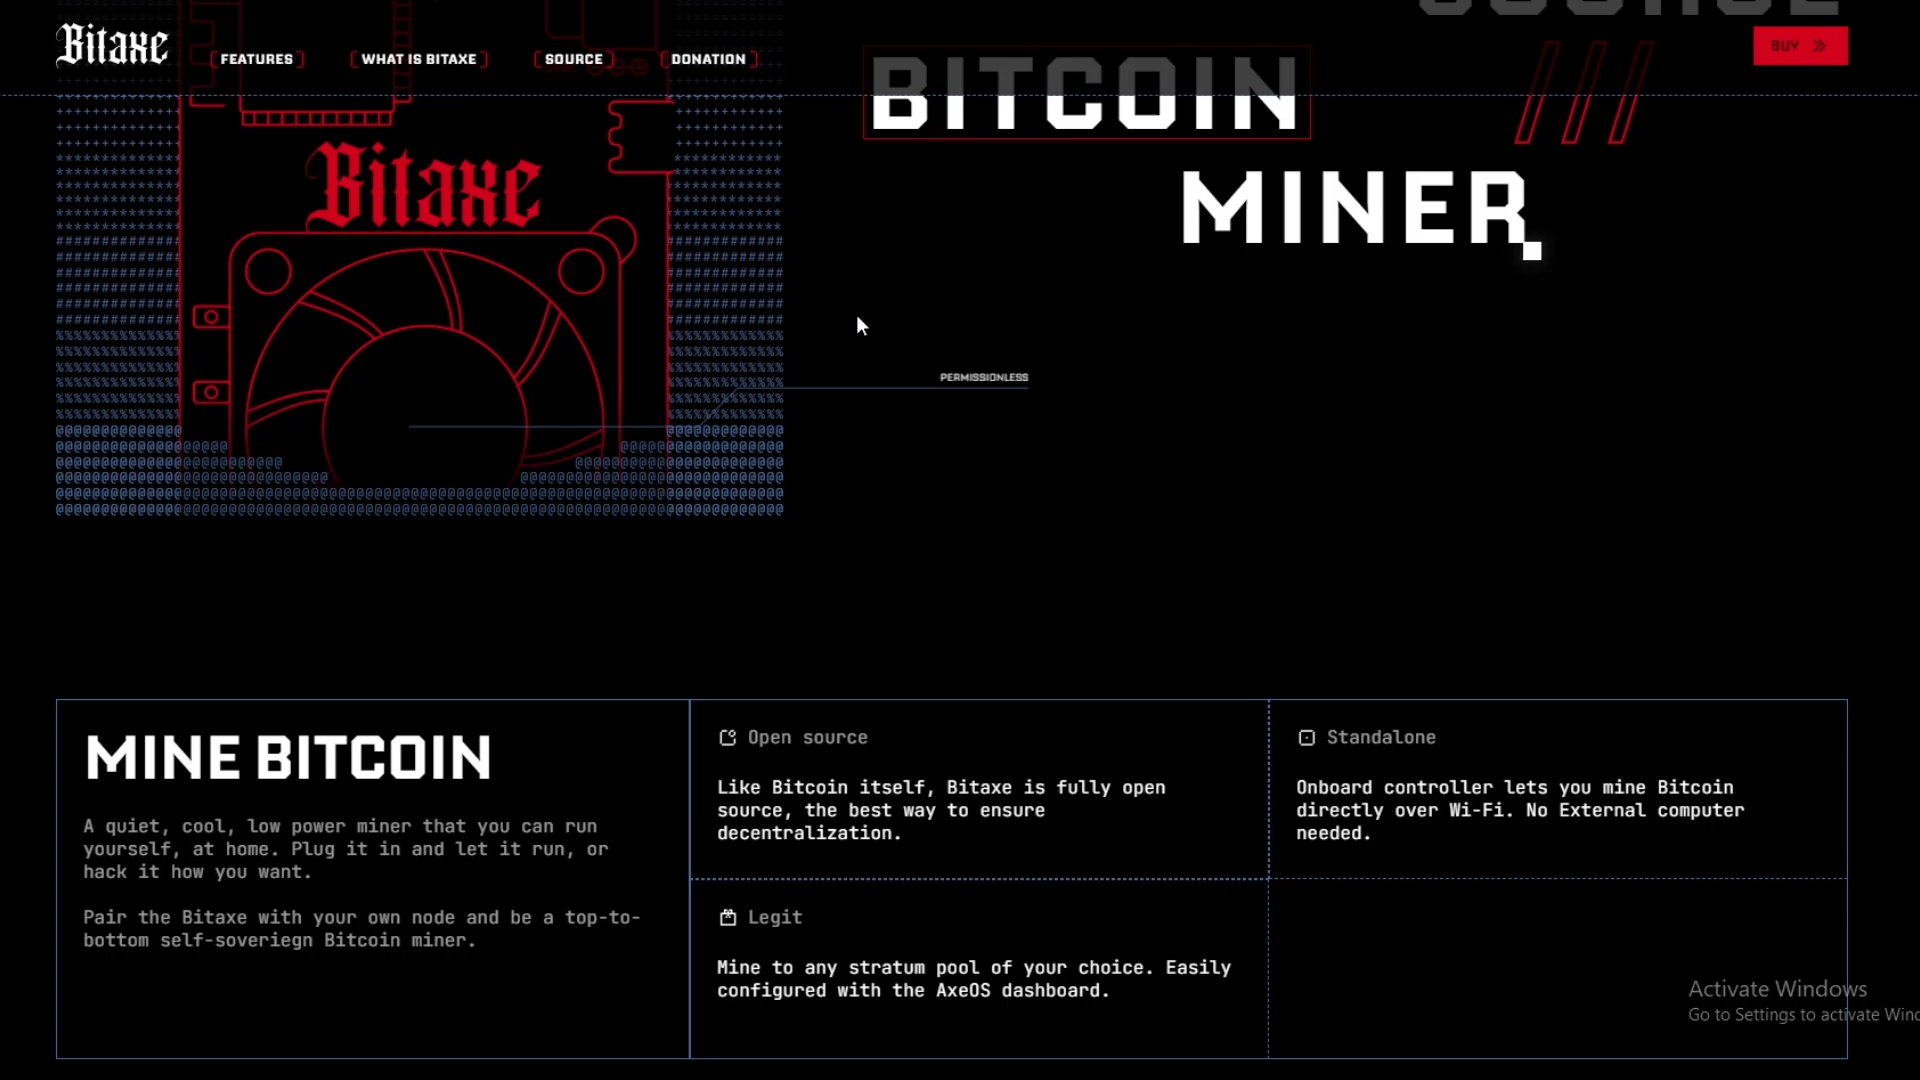 Bitaxe
FEATURES
WHAT IS BITAXE
SOURCE
DONATION
BUY
BITCOIN
MINER
Bitaxe
PERMISSIONLESS
MINE BITCOIN
A quiet, cool, low power miner that you can run
yourself, at home. Plug it in and let it run, or
hack it how you want.
Pair the Bitaxe with your own node and be a top-to-
bottom self-soveriegn Bitcoin miner.
Open source
Like Bitcoin itself, Bitaxe is fully open
source, the best way to ensure
decentralization.
Standalone
Onboard controller lets you mine Bitcoin
directly over Wi-Fi. No External computer
needed.
Legit
Mine to any stratum pool of your choice. Easily
configured with the AxeOS dashboard.
Activate Windows
Go to Settings to activate Wind